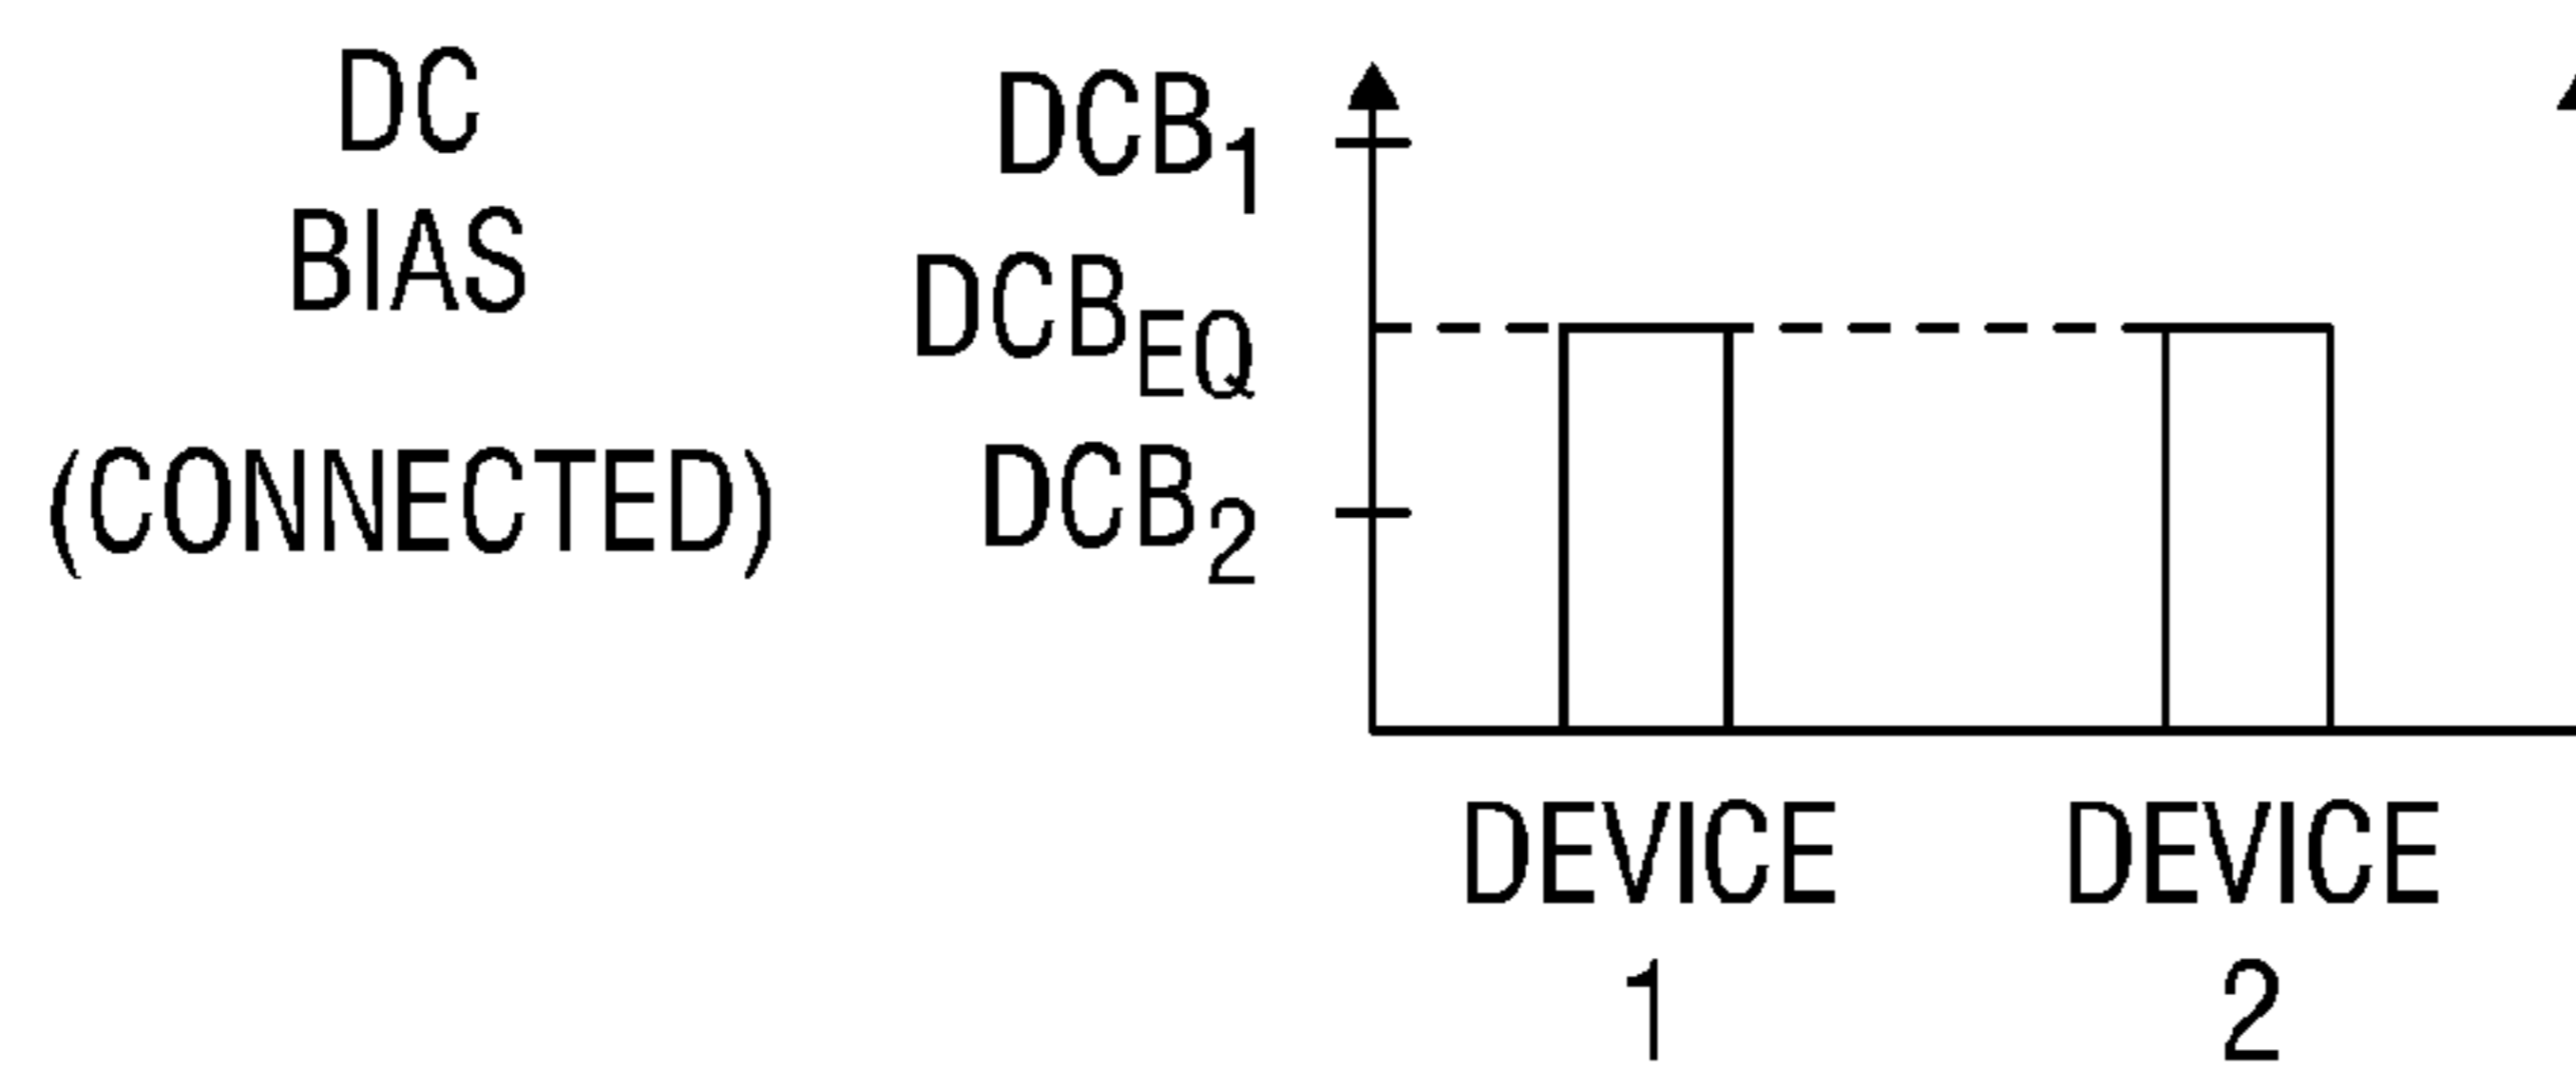 DC
BIAS
(CONNECTED)
DCB1
DCBEQ
DCB2
DEVICE
1
DEVICE
2